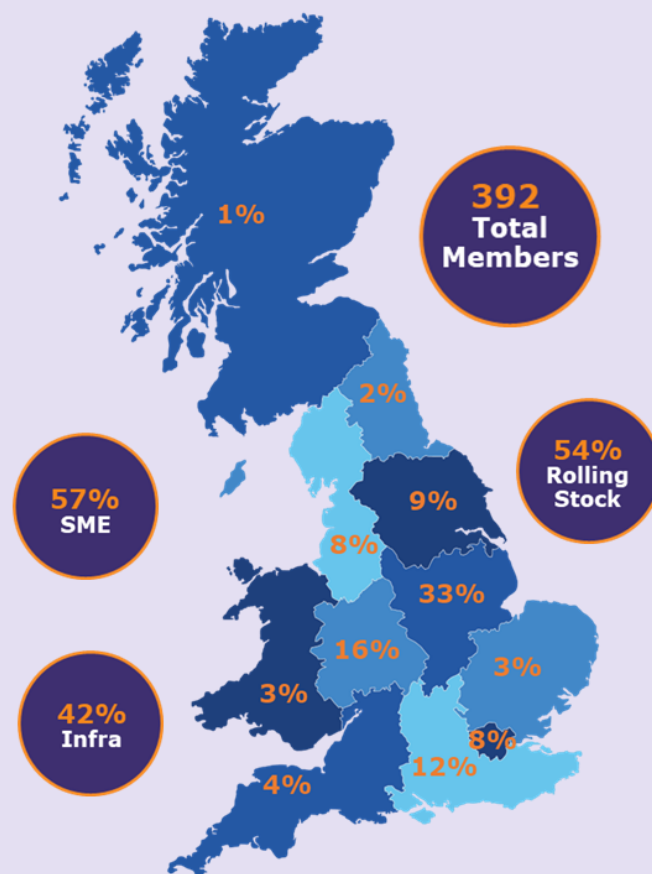 1%
392
Total
Members
2%
54%
Rolling
Stock
57%
SME
9%
8%
33%
16%
3%
3%
42%
Infra
8%
12%
4%